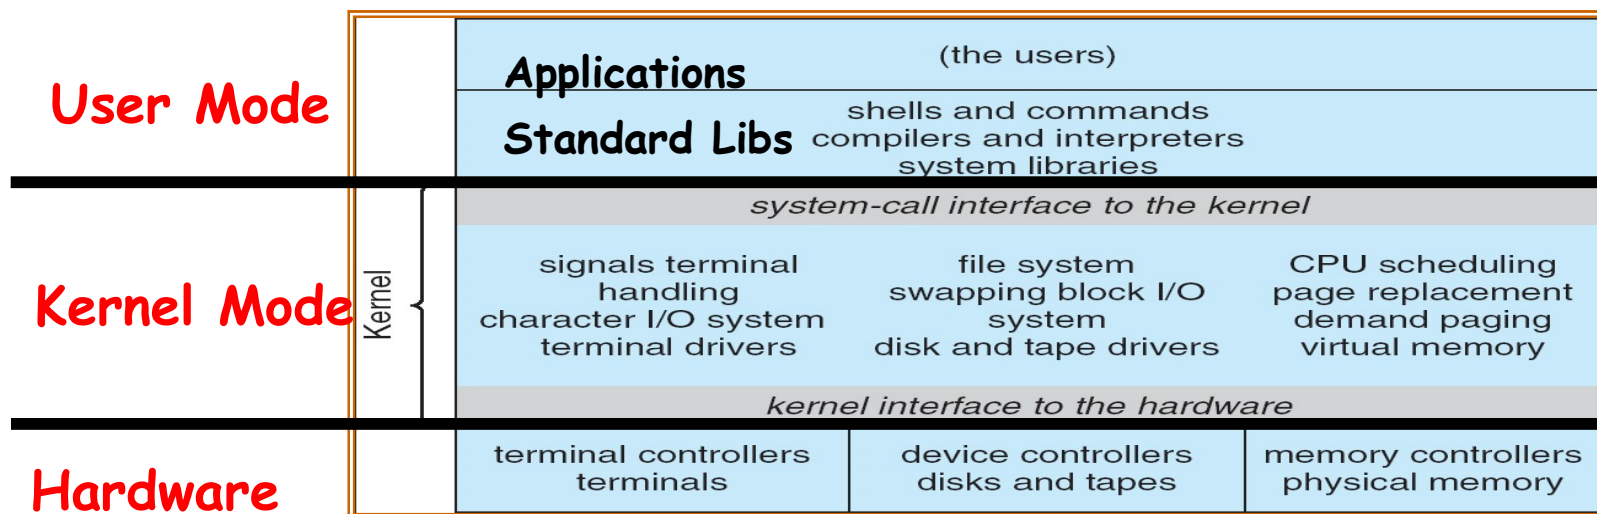 User Mode
Applications
(the users)
Standard Libs
shells and commands
compilers and interpreters
system libraries
Kernel Mode
Kernel
system-call interface to the kernel
signals terminal
handling
character I/O system
terminal drivers
file system
swapping block I/O
system
disk and tape drivers
CPU scheduling
page replacement
demand paging
virtual memory
kernel interface to the hardware
Hardware
terminal controllers
terminals
device controllers
disks and tapes
memory controllers
physical memory